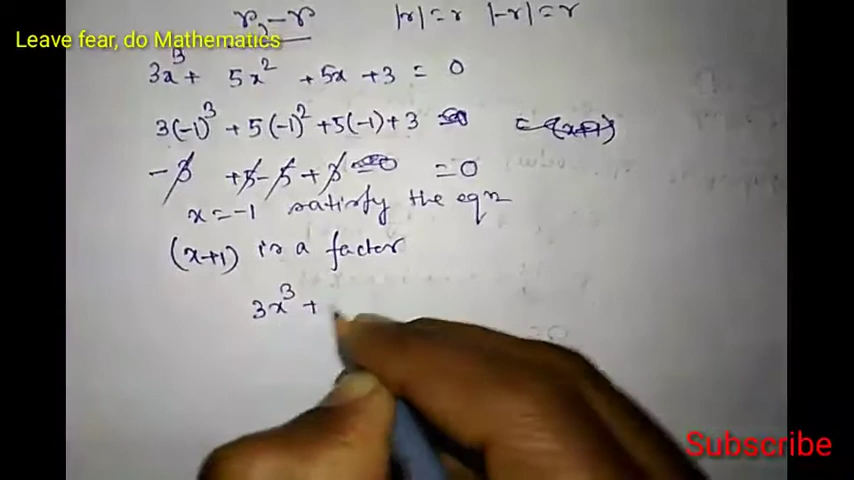 r, -r |r| = r |-r| = r
Leave fear, do Mathematics
3x³ + 5x² + 5x + 3 = 0
3(-1)³ + 5(-1)² + 5(-1) + 3
-3 + 5 - 5 + 3 = 0
x = -1 satisfy the eqn
(x+1) is a factor
3x³ +
Subscribe